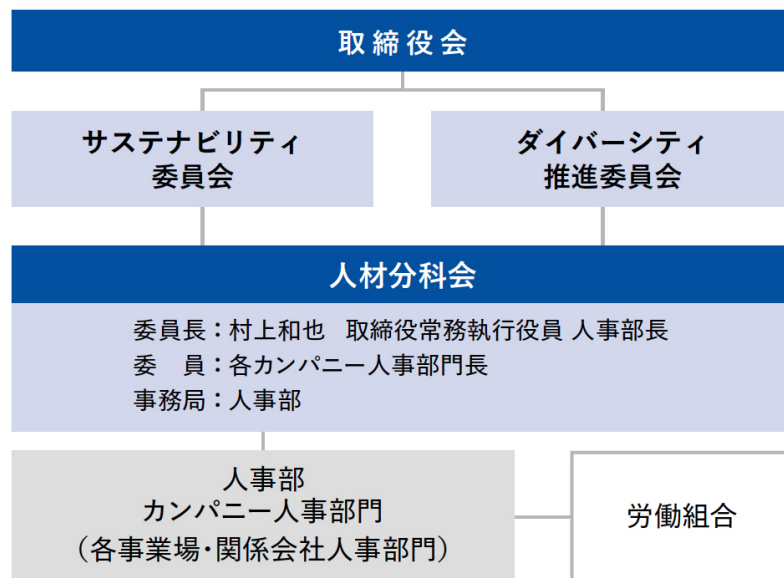 取締役会
サステナビリティ
委員会
ダイバーシティ
推進委員会
人材分科会
委員長：村上和也　取締役常務執行役員 人事部長
委　員：各カンパニー人事部門長
事務局：人事部
人事部
カンパニー人事部門
（各事業場・関係会社人事部門）
労働組合